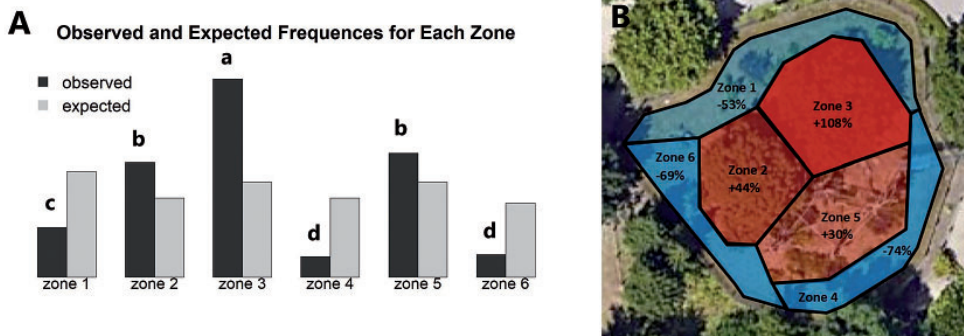 A
Observed and Expected Frequences for Each Zone
observed
expected
c
b
a
d
b
d
zone 1
zone 2
zone 3
zone 4
zone 5
zone 6
B
Zone 1
-53%
Zone 3
+108%
Zone 6
-69%
Zone 2
+44%
Zone 5
+30%
-74%
Zone 4